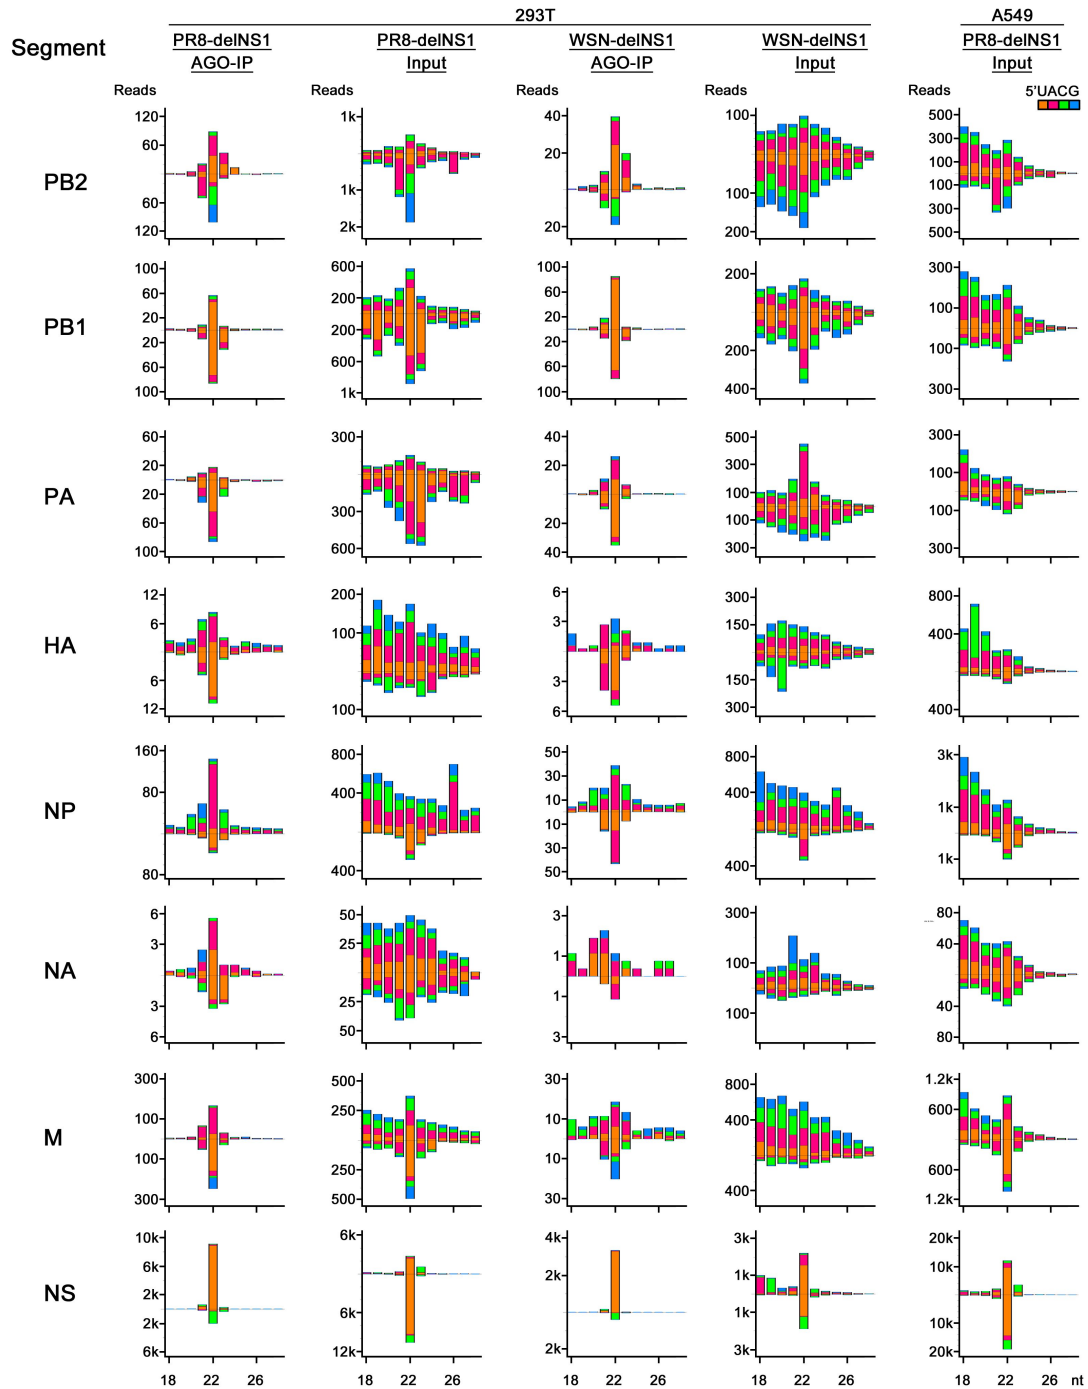 293T A549
Segment PR8-delNS1 PR8-delNS1 WSN-delNS1 WSN-delNS1 PR8-delNS1
AGO-IP Input AGO-IP Input Input
Reads Reads Reads Reads 5'UACG
PB2
120 60 60 120
1k 1k 2k
40 20 20
100 100 200
500 300 100 100 300 500
PB1
100 60 20 20 60 100
600 200 200 600 1k
100 60 20 20 60 100
200 200 400
300 100 100 300
PA
60 20 20 60 100
300 300 600
40 20 20 40
500 300 100 100 300
300 100 100 300
HA
12 6 6 12
200 100 100
6 3 3 6
300 150 150 300
800 400 400
NP
160 80 80
800 400 400
50 30 10 10 30 50
800 400 400
3k 1k 1k
NA
6 3 3 6
50 25 25 50
3 1 1 3
300 100 100
80 40 40 80
M
300 100 100 300
500 250 250 500
30 10 10 30
800 400 400
1.2k 600 600 1.2k
NS
10k 6k 2k 2k 6k
6k 6k 12k
4k 2k 2k
3k 1k 1k 3k
20k 10k 10k 20k
18 22 26 18 22 26 18 22 26 18 22 26 18 22 26 nt